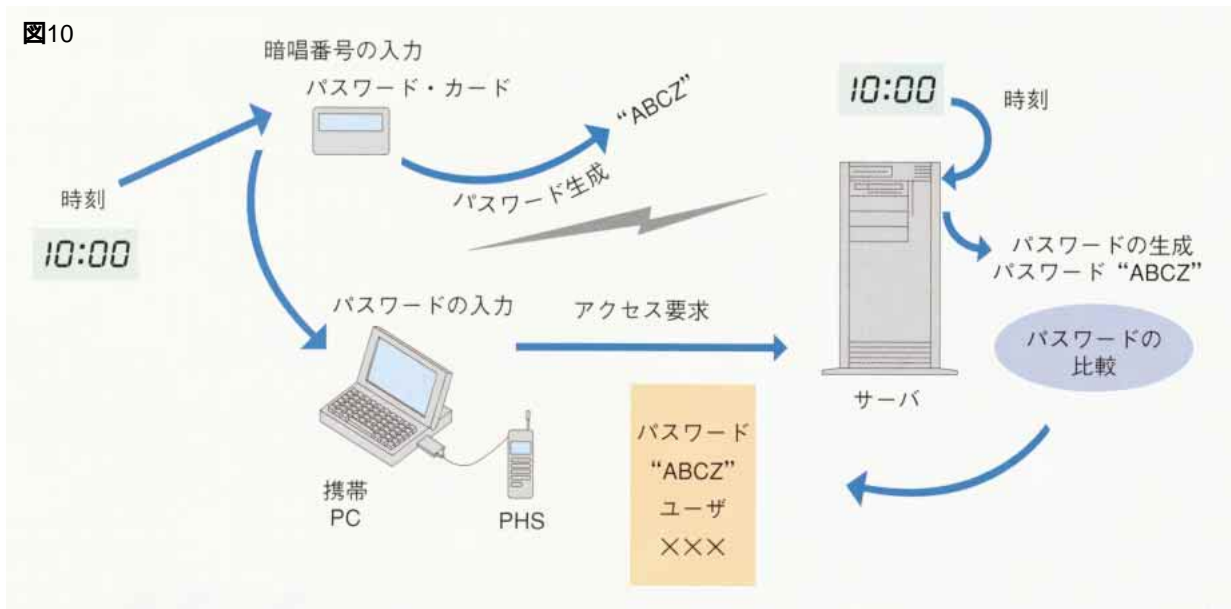 図10
暗唱番号の入力
パスワード・カード
“ABCZ”
パスワード生成
時刻
10:00
10:00
時刻
パスワードの生成
パスワード “ABCZ”
パスワードの
比較
サーバ
パスワードの入力
アクセス要求
携帯
PC
PHS
パスワード
“ABCZ”
ユーザ
×××